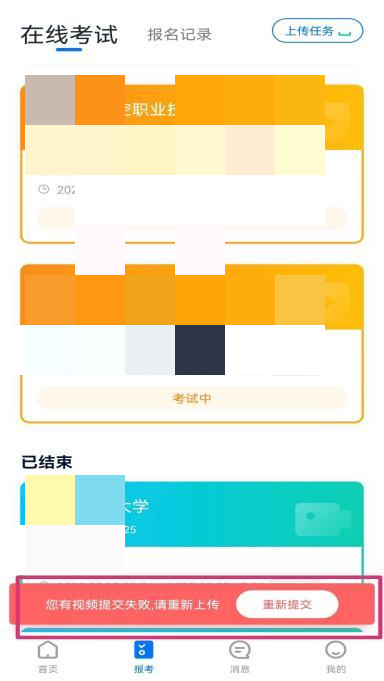 在线考试
报名记录
上传任务
职业技
202
考试中
已结束
大学
25
您有视频提交失败,请重新上传
重新提交
首页
报考
消息
我的